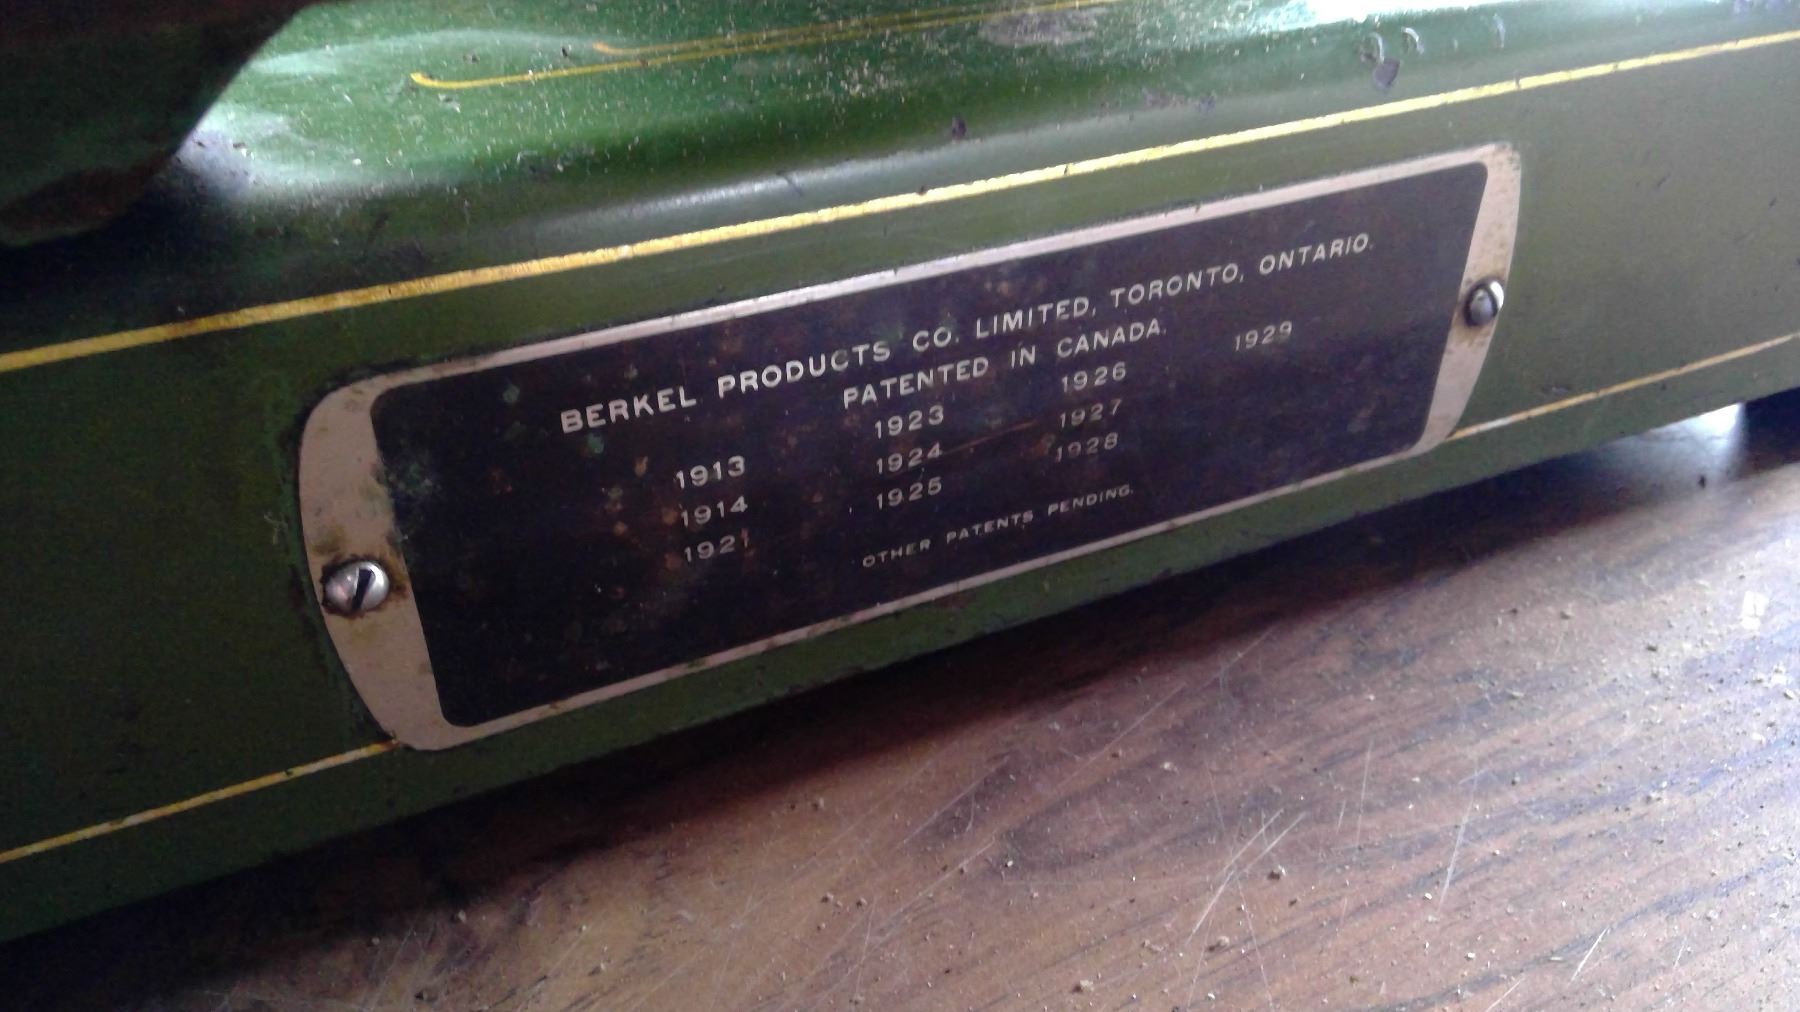 BERKEL PRODUCTS CO. LIMITED, TORONTO, ONTARIO.
PATENTED IN CANADA.
1913 1923 1926 1929
1914 1924 1927
1921 1925 1928
OTHER PATENTS PENDING.